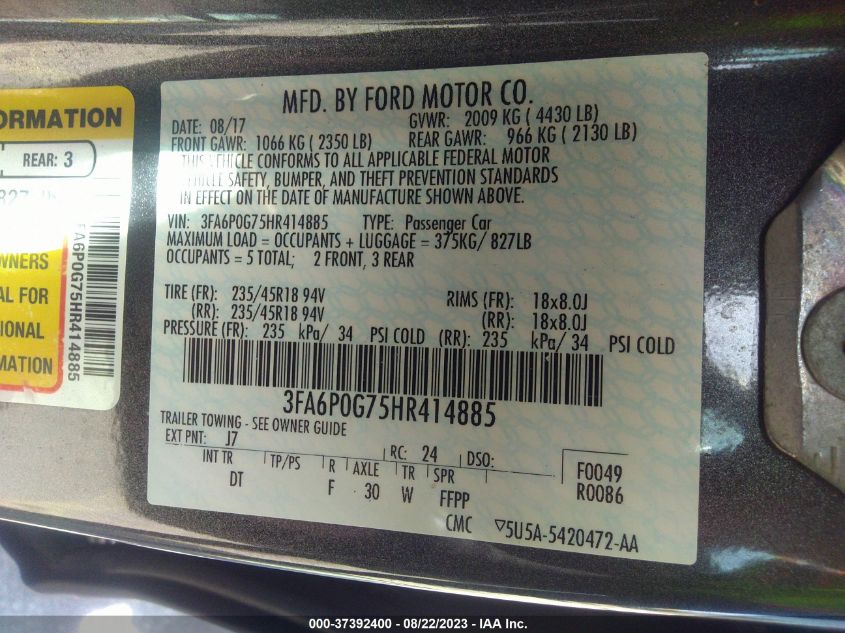 ORMATION
REAR: 3
827
FA6P0G75HR414885
WNERS
AL FOR
TIONAL
MFD. BY FORD MOTOR CO.
DATE: 08/17 GVWR: 2009 KG ( 4430 LB)
FRONT GAWR: 1066 KG ( 2350 LB) REAR GAWR: 966 KG ( 2130 LB)
THIS VEHICLE CONFORMS TO ALL APPLICABLE FEDERAL MOTOR
VEHICLE SAFETY, BUMPER, AND THEFT PREVENTION STANDARDS
IN EFFECT ON THE DATE OF MANUFACTURE SHOWN ABOVE.
VIN: 3FA6P0G75HR414885 TYPE: Passenger Car
MAXIMUM LOAD = OCCUPANTS + LUGGAGE = 375KG/ 827LB
OCCUPANTS = 5 TOTAL; 2 FRONT, 3 REAR
TIRE (FR): 235/45R18 94V RIMS (FR): 18x8.0J
(RR): 235/45R18 94V (RR): 18x8.0J
PRESSURE (FR): 235 kPa/ 34 PSI COLD (RR): 235 kPa/ 34 PSI COLD
3FA6P0G75HR414885
TRAILER TOWING - SEE OWNER GUIDE
EXT PNT: J7 RC: 24 DSO:
INT TR TP/PS R AXLE TR SPR
DT F 30 W FFPP
F0049
R0086
CMC ▽5U5A-5420472-AA
000-37392400 - 08/22/2023 - IAA Inc.